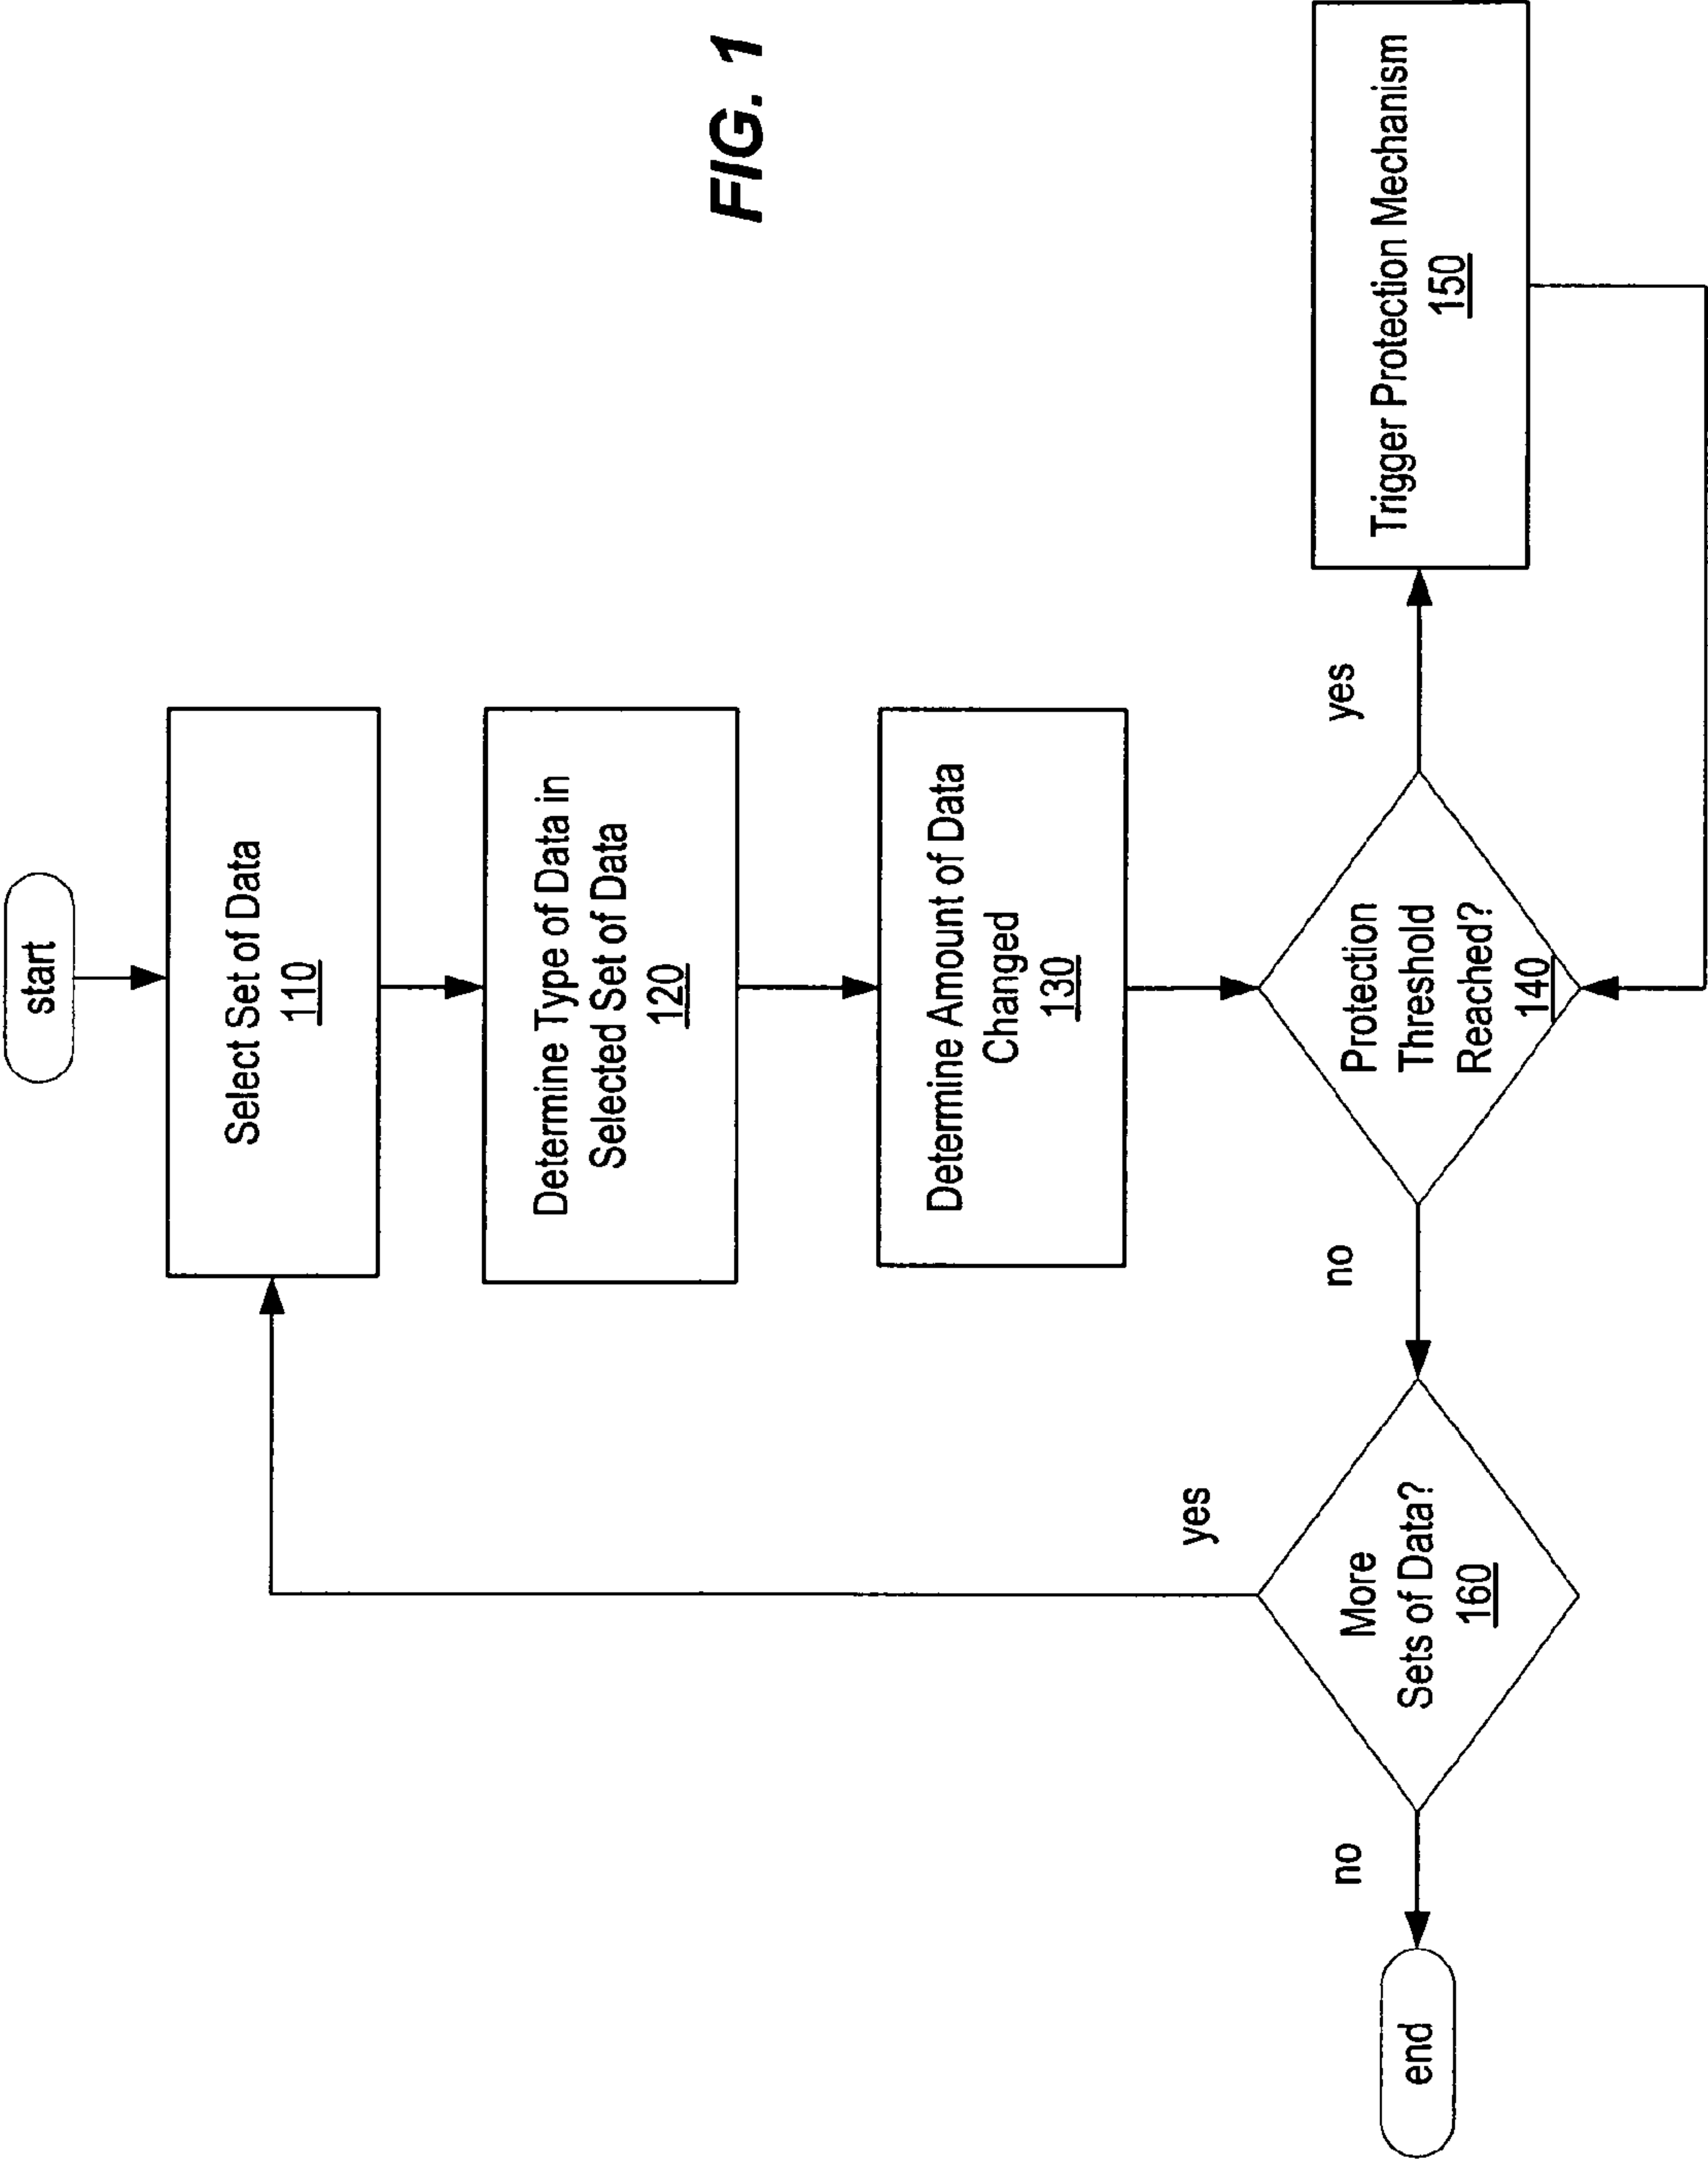 start
Select Set of Data
110
Determine Type of Data in
Selected Set of Data
120
Determine Amount of Data
Changed
130
Protection
Threshold
Reached?
140
yes
Trigger Protection Mechanism
150
no
More
Sets of Data?
160
yes
no
end
FIG. 1